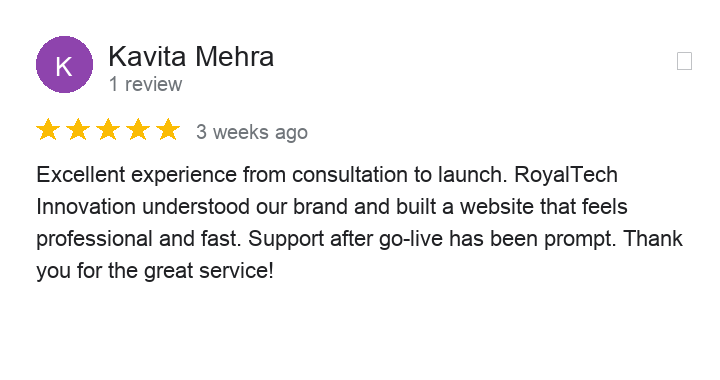 K
Kavita Mehra
1 review
3 weeks ago
Excellent experience from consultation to launch. RoyalTech
Innovation understood our brand and built a website that feels
professional and fast. Support after go-live has been prompt. Thank
you for the great service!